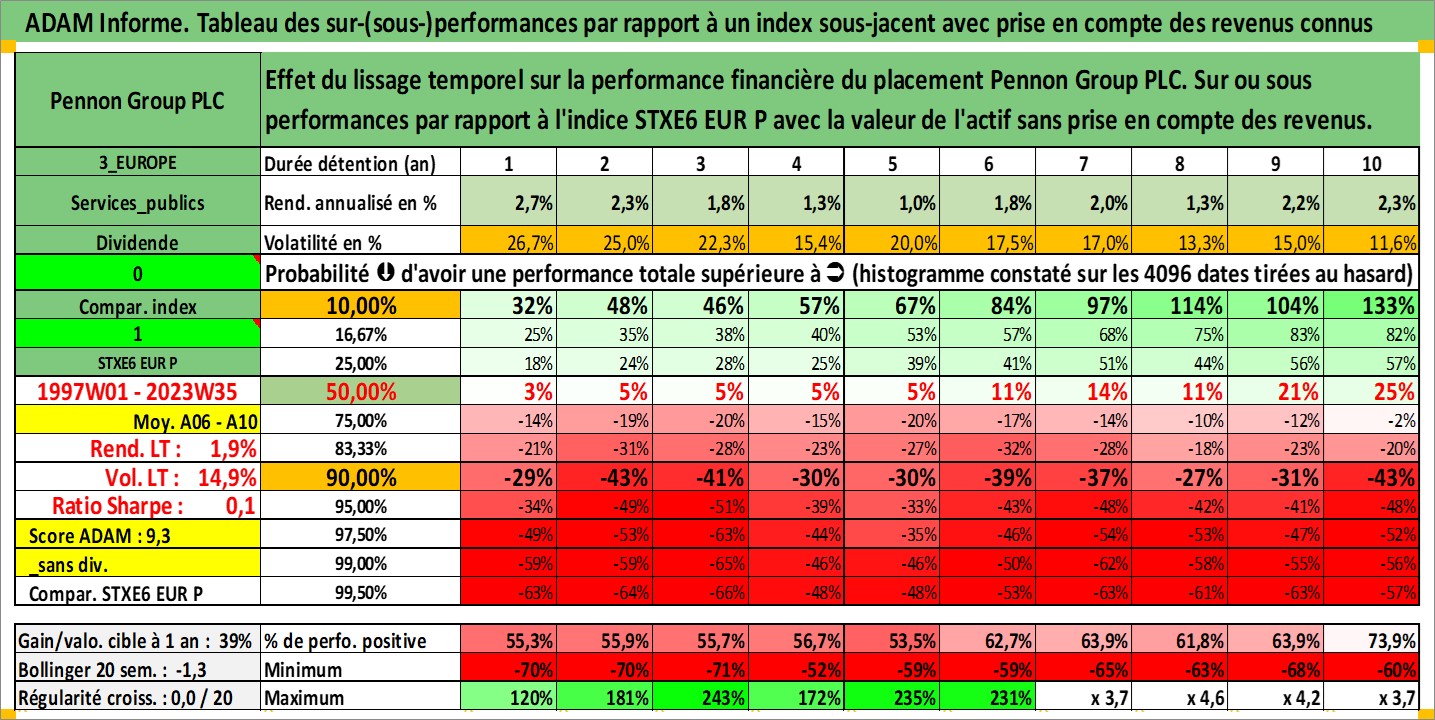 ADAM Informe. Tableau des sur-(sous-)performances par rapport à un index sous-jacent avec prise en compte des revenus connus
Pennon Group PLC
Effet du lissage temporel sur la performance financière du placement Pennon Group PLC. Sur ou sous
performances par rapport à l'indice STXE6 EUR P avec la valeur de l'actif sans prise en compte des revenus.
3_EUROPE Durée détention (an) 1 2 3 4 5 6 7 8 9 10
Services_publics Rend. annualisé en % 2,7% 2,3% 1,8% 1,3% 1,0% 1,8% 2,0% 1,3% 2,2% 2,3%
Dividende Volatilité en % 26,7% 25,0% 22,3% 15,4% 20,0% 17,5% 17,0% 13,3% 15,0% 11,6%
0 Probabilité ⬇ d'avoir une performance totale supérieure à ➲ (histogramme constaté sur les 4096 dates tirées au hasard)
Compar. index 10,00% 32% 48% 46% 57% 67% 84% 97% 114% 104% 133%
1 16,67% 25% 35% 38% 40% 53% 57% 68% 75% 83% 82%
STXE6 EUR P 25,00% 18% 24% 28% 25% 39% 41% 51% 44% 56% 57%
1997W01 - 2023W35 50,00% 3% 5% 5% 5% 5% 11% 14% 11% 21% 25%
Moy. A06 - A10 75,00% -14% -19% -20% -15% -20% -17% -14% -10% -12% -2%
Rend. LT : 1,9% 83,33% -21% -31% -28% -23% -27% -32% -28% -18% -23% -20%
Vol. LT : 14,9% 90,00% -29% -43% -41% -30% -30% -39% -37% -27% -31% -43%
Ratio Sharpe : 0,1 95,00% -34% -49% -51% -39% -33% -43% -48% -42% -41% -48%
Score ADAM : 9,3 97,50% -49% -53% -63% -44% -35% -46% -54% -53% -47% -52%
_sans div. 99,00% -59% -59% -65% -46% -46% -50% -62% -58% -55% -56%
Compar. STXE6 EUR P 99,50% -63% -64% -66% -48% -48% -53% -63% -61% -63% -57%
Gain/valo. cible à 1 an : 39% % de perfo. positive 55,3% 55,9% 55,7% 56,7% 53,5% 62,7% 63,9% 61,8% 63,9% 73,9%
Bollinger 20 sem. : -1,3 Minimum -70% -70% -71% -52% -59% -59% -65% -63% -68% -60%
Régularité croiss. : 0,0 / 20 Maximum 120% 181% 243% 172% 235% 231% x 3,7 x 4,6 x 4,2 x 3,7